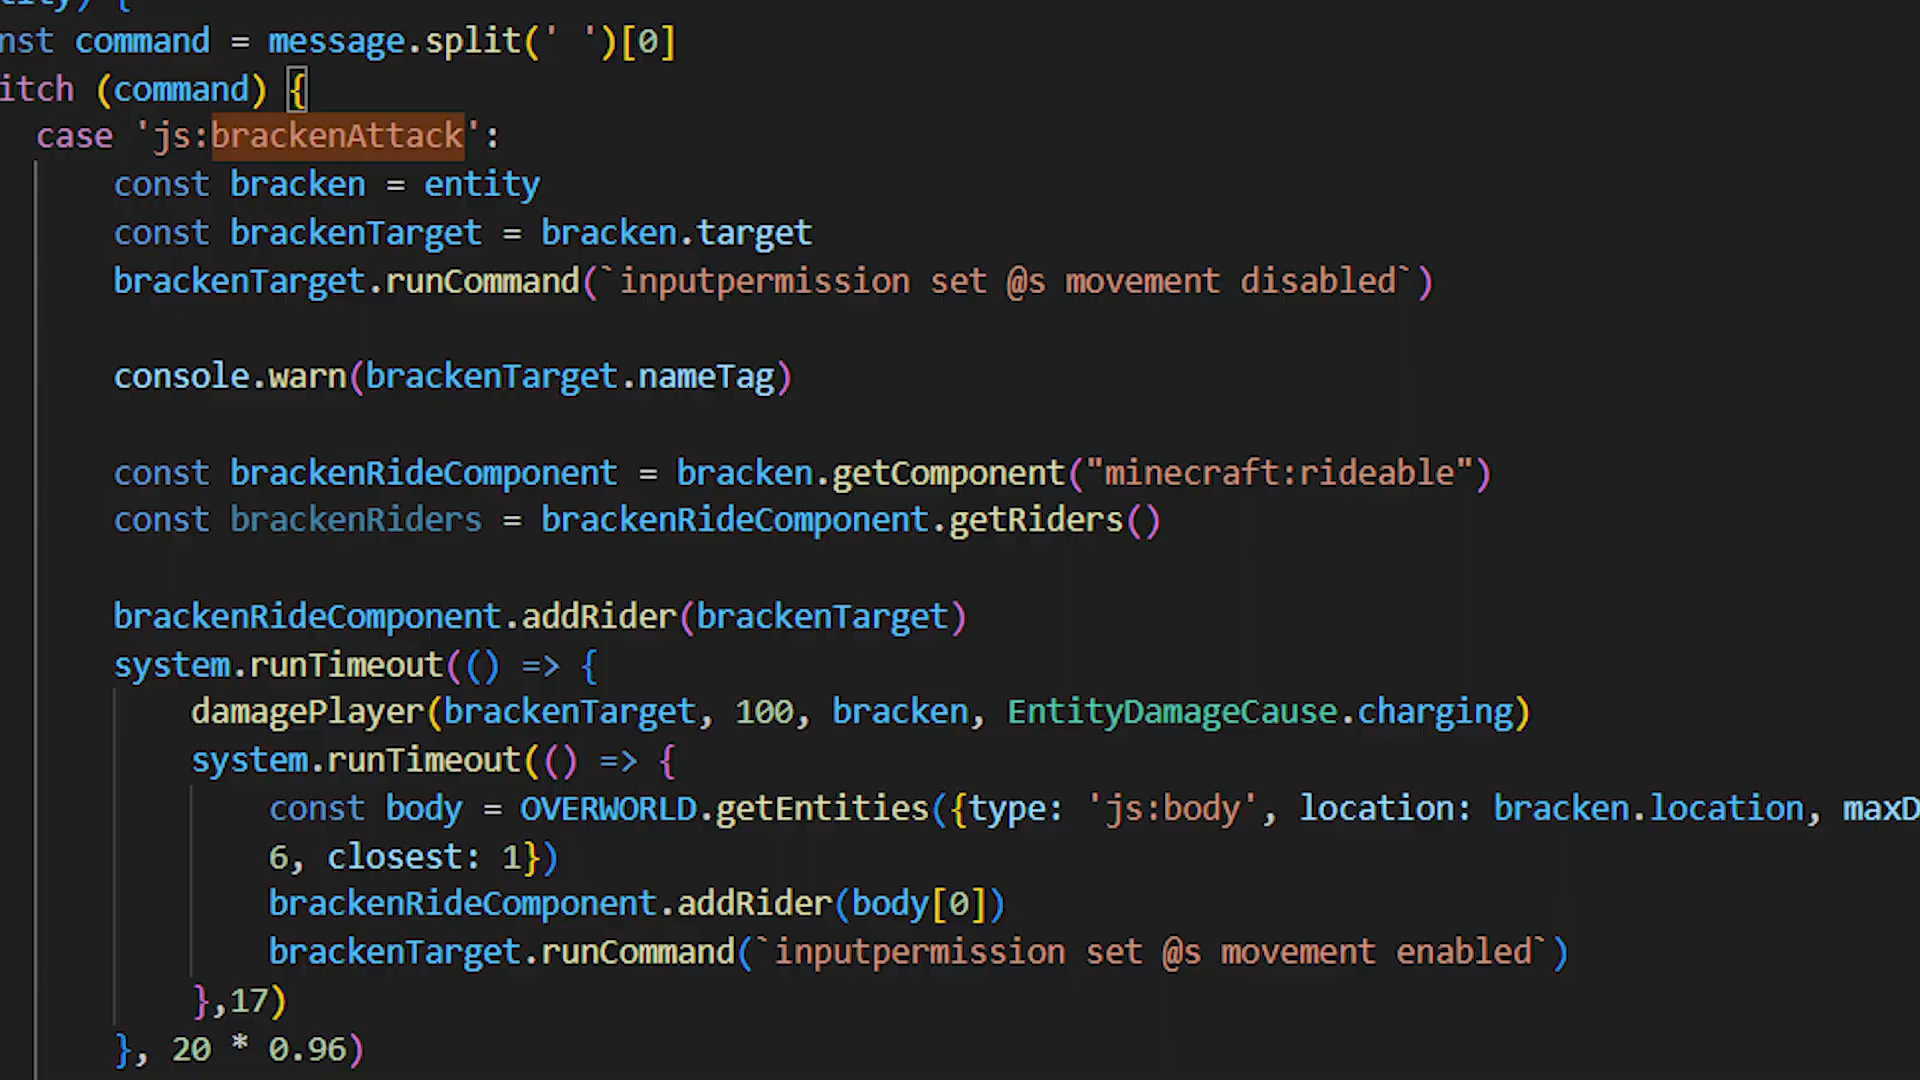 tity) {
nst command = message.split(' ')[0]
itch (command) {
case 'js:brackenAttack':
const bracken = entity
const brackenTarget = bracken.target
brackenTarget.runCommand(`inputpermission set @s movement disabled`)
console.warn(brackenTarget.nameTag)
const brackenRideComponent = bracken.getComponent("minecraft:rideable")
const brackenRiders = brackenRideComponent.getRiders()
brackenRideComponent.addRider(brackenTarget)
system.runTimeout(() => {
damagePlayer(brackenTarget, 100, bracken, EntityDamageCause.charging)
system.runTimeout(() => {
const body = OVERWORLD.getEntities({type: 'js:body', location: bracken.location, maxD
6, closest: 1})
brackenRideComponent.addRider(body[0])
brackenTarget.runCommand(`inputpermission set @s movement enabled`)
},17)
}, 20 * 0.96)